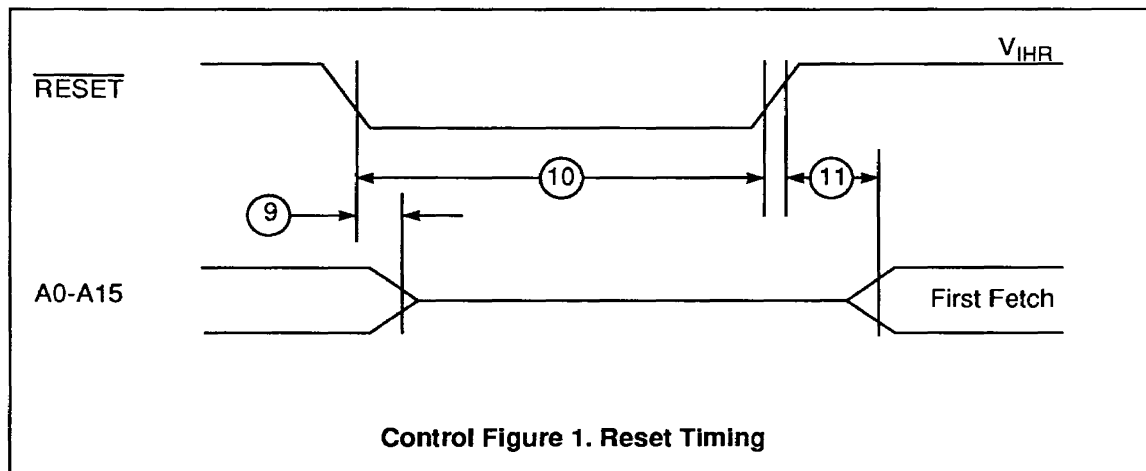 V_IHR
RESET
10
11
9
A0-A15
First Fetch
Control Figure 1. Reset Timing